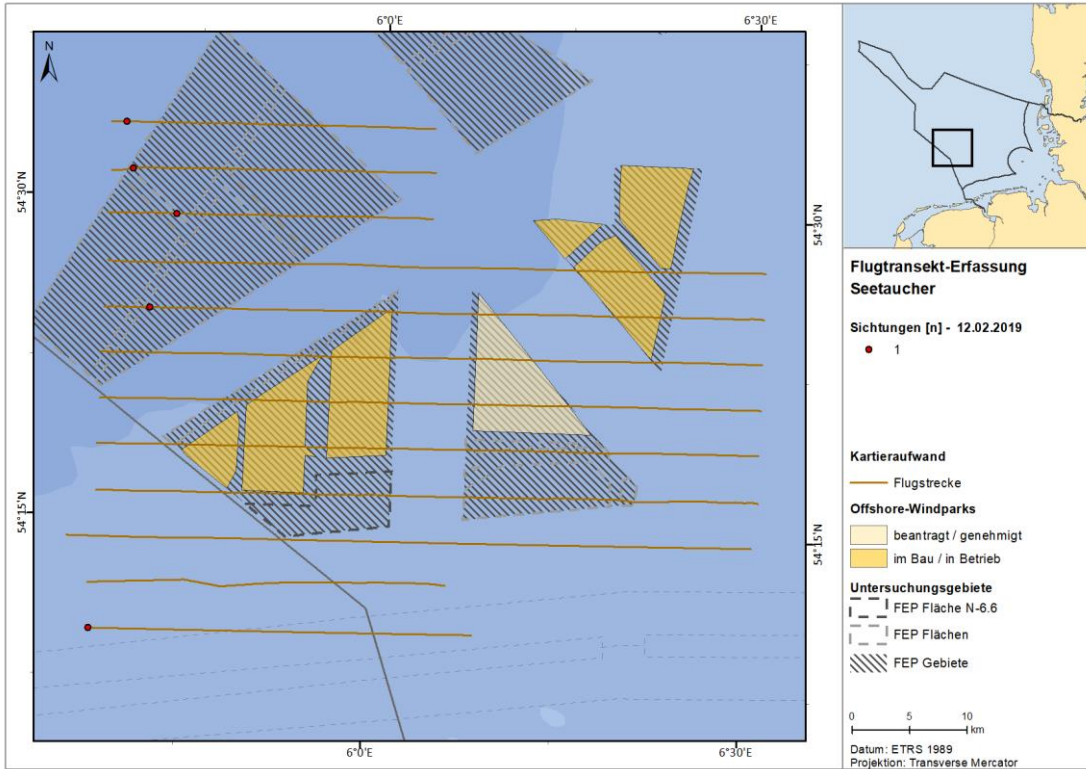 6°0'E
6°30'E
N
54°30'N
54°30'N
54°15'N
54°15'N
6°0'E
6°30'E
Flugtransekt-Erfassung
Seetaucher
Sichtungen [n] - 12.02.2019
1
Kartieraufwand
Flugstrecke
Offshore-Windparks
beantragt / genehmigt
im Bau / in Betrieb
Untersuchungsgebiete
FEP Fläche N-6.6
FEP Flächen
FEP Gebiete
0 5 10
km
Datum: ETRS 1989
Projektion: Transverse Mercator